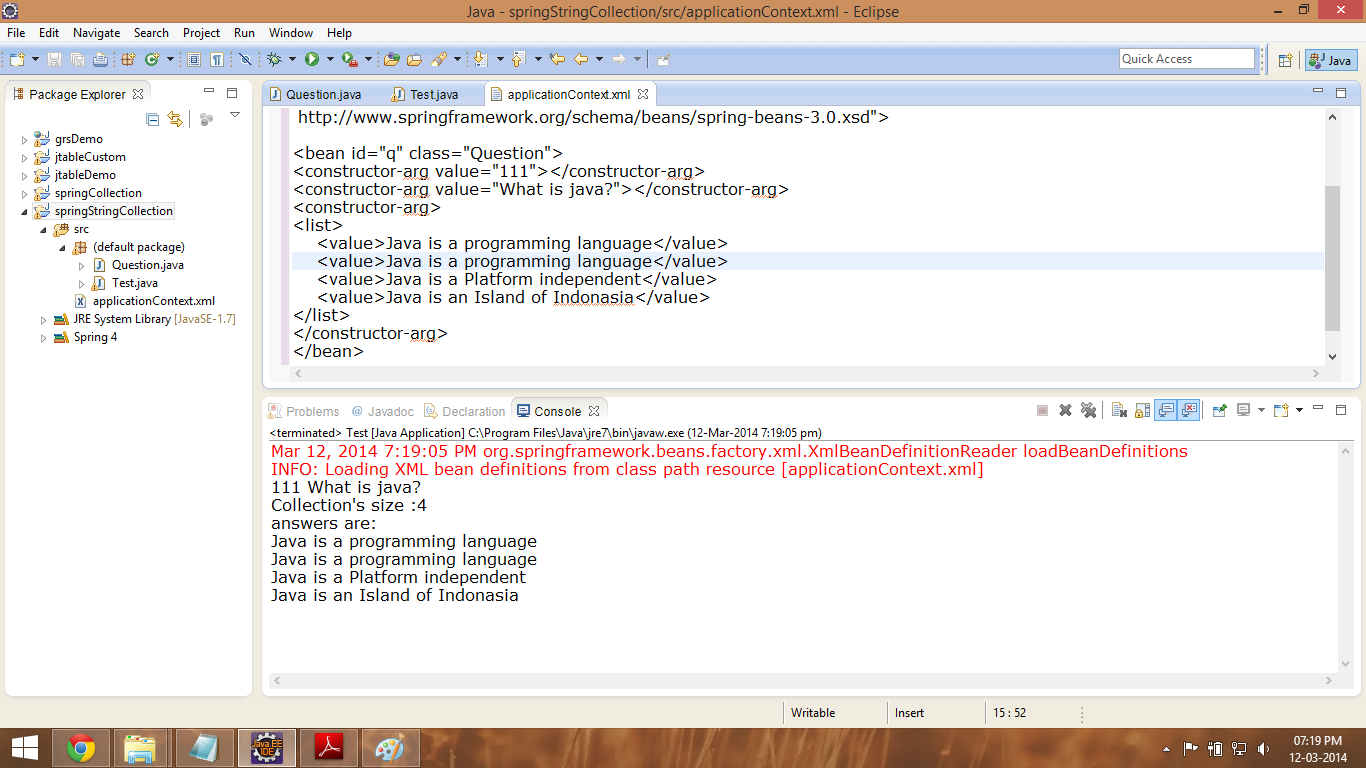 Java - springStringCollection/src/applicationContext.xml - Eclipse
File Edit Navigate Search Project Run Window Help
Quick Access
Java
Package Explorer
grsDemo
jtableCustom
jtableDemo
springCollection
springStringCollection
src
(default package)
Question.java
Test.java
applicationContext.xml
JRE System Library [JavaSE-1.7]
Spring 4
Question.java Test.java applicationContext.xml
http://www.springframework.org/schema/beans/spring-beans-3.0.xsd">
<bean id="q" class="Question">
<constructor-arg value="111"></constructor-arg>
<constructor-arg value="What is java?"></constructor-arg>
<constructor-arg>
<list>
<value>Java is a programming language</value>
<value>Java is a programming language</value>
<value>Java is a Platform independent</value>
<value>Java is an Island of Indonasia</value>
</list>
</constructor-arg>
</bean>
Problems @ Javadoc Declaration Console
<terminated> Test [Java Application] C:\Program Files\Java\jre7\bin\javaw.exe (12-Mar-2014 7:19:05 pm)
Mar 12, 2014 7:19:05 PM org.springframework.beans.factory.xml.XmlBeanDefinitionReader loadBeanDefinitions
INFO: Loading XML bean definitions from class path resource [applicationContext.xml]
111 What is java?
Collection's size :4
answers are:
Java is a programming language
Java is a programming language
Java is a Platform independent
Java is an Island of Indonasia
Writable Insert 15 : 52
Java EE
IDE
07:19 PM
12-03-2014